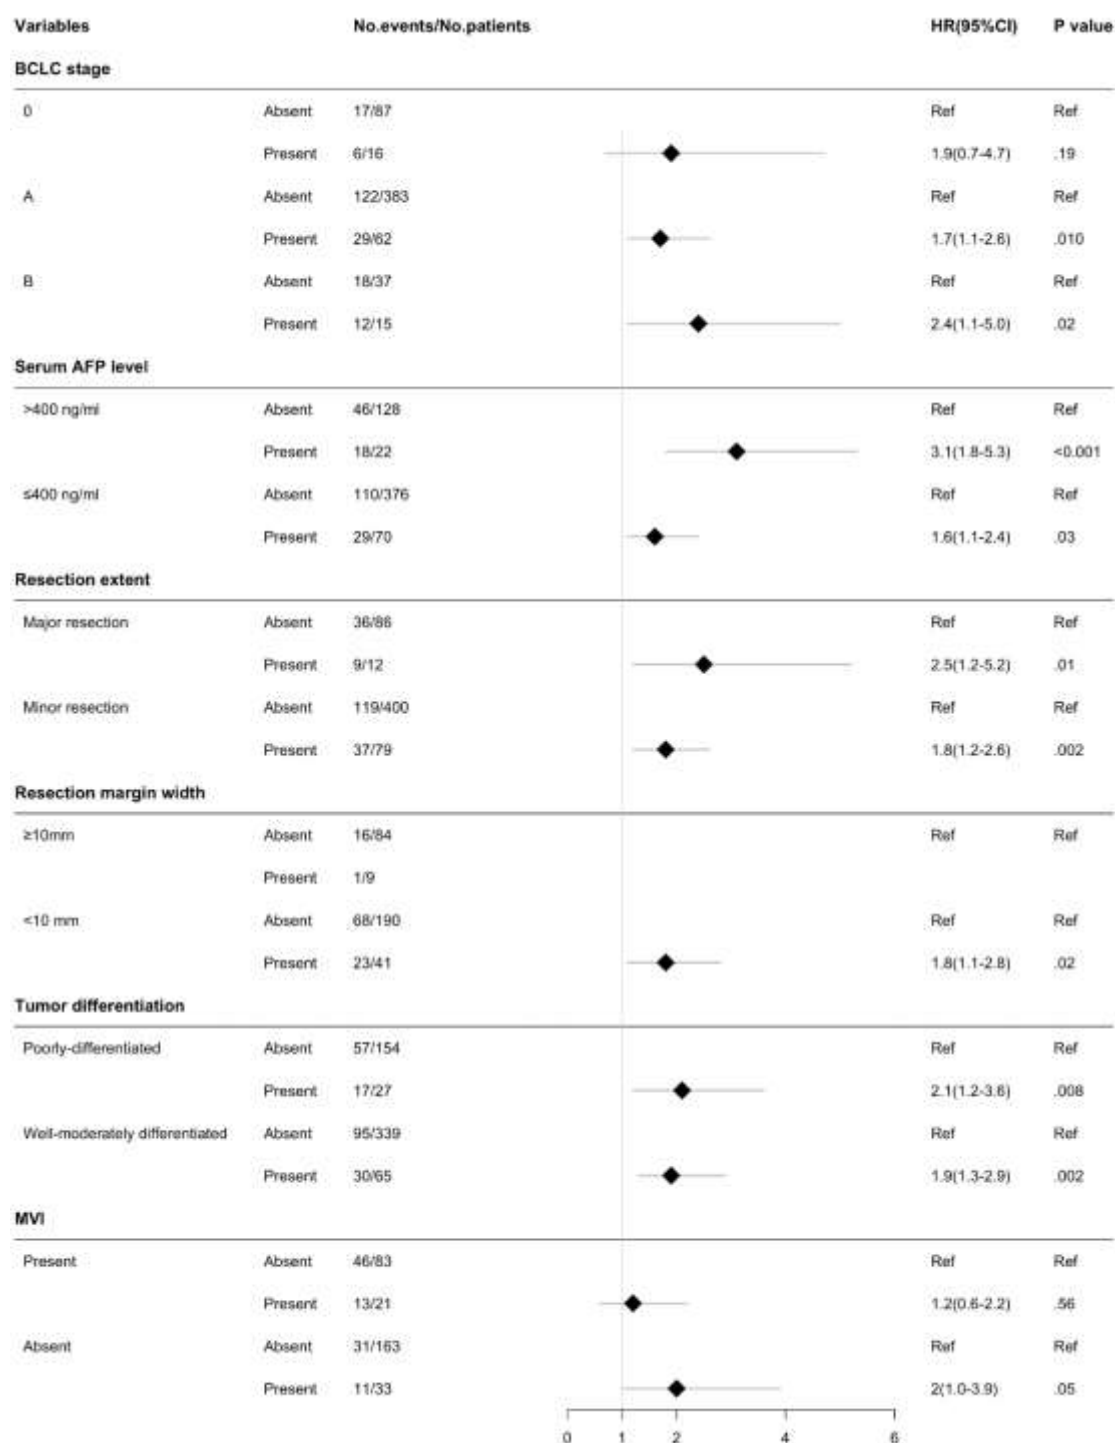 Variables No.events/No.patients HR(95%CI) P value
BCLC stage
0 Absent 17/87 Ref Ref
Present 6/16 1.9(0.7-4.7) .19
A Absent 122/383 Ref Ref
Present 29/62 1.7(1.1-2.6) .010
B Absent 18/37 Ref Ref
Present 12/15 2.4(1.1-5.0) .02
Serum AFP level
>400 ng/ml Absent 46/128 Ref Ref
Present 18/22 3.1(1.8-5.3) <0.001
≤400 ng/ml Absent 110/376 Ref Ref
Present 29/70 1.6(1.1-2.4) .03
Resection extent
Major resection Absent 36/86 Ref Ref
Present 9/12 2.5(1.2-5.2) .01
Minor resection Absent 119/400 Ref Ref
Present 37/79 1.8(1.2-2.6) .002
Resection margin width
≥10mm Absent 16/84 Ref Ref
Present 1/9
<10 mm Absent 68/190 Ref Ref
Present 23/41 1.8(1.1-2.8) .02
Tumor differentiation
Poorly-differentiated Absent 57/154 Ref Ref
Present 17/27 2.1(1.2-3.6) .008
Well-moderately differentiated Absent 95/339 Ref Ref
Present 30/65 1.9(1.3-2.9) .002
MVI
Present Absent 46/83 Ref Ref
Present 13/21 1.2(0.6-2.2) .56
Absent Absent 31/163 Ref Ref
Present 11/33 2(1.0-3.9) .05
0 1 2 4 6